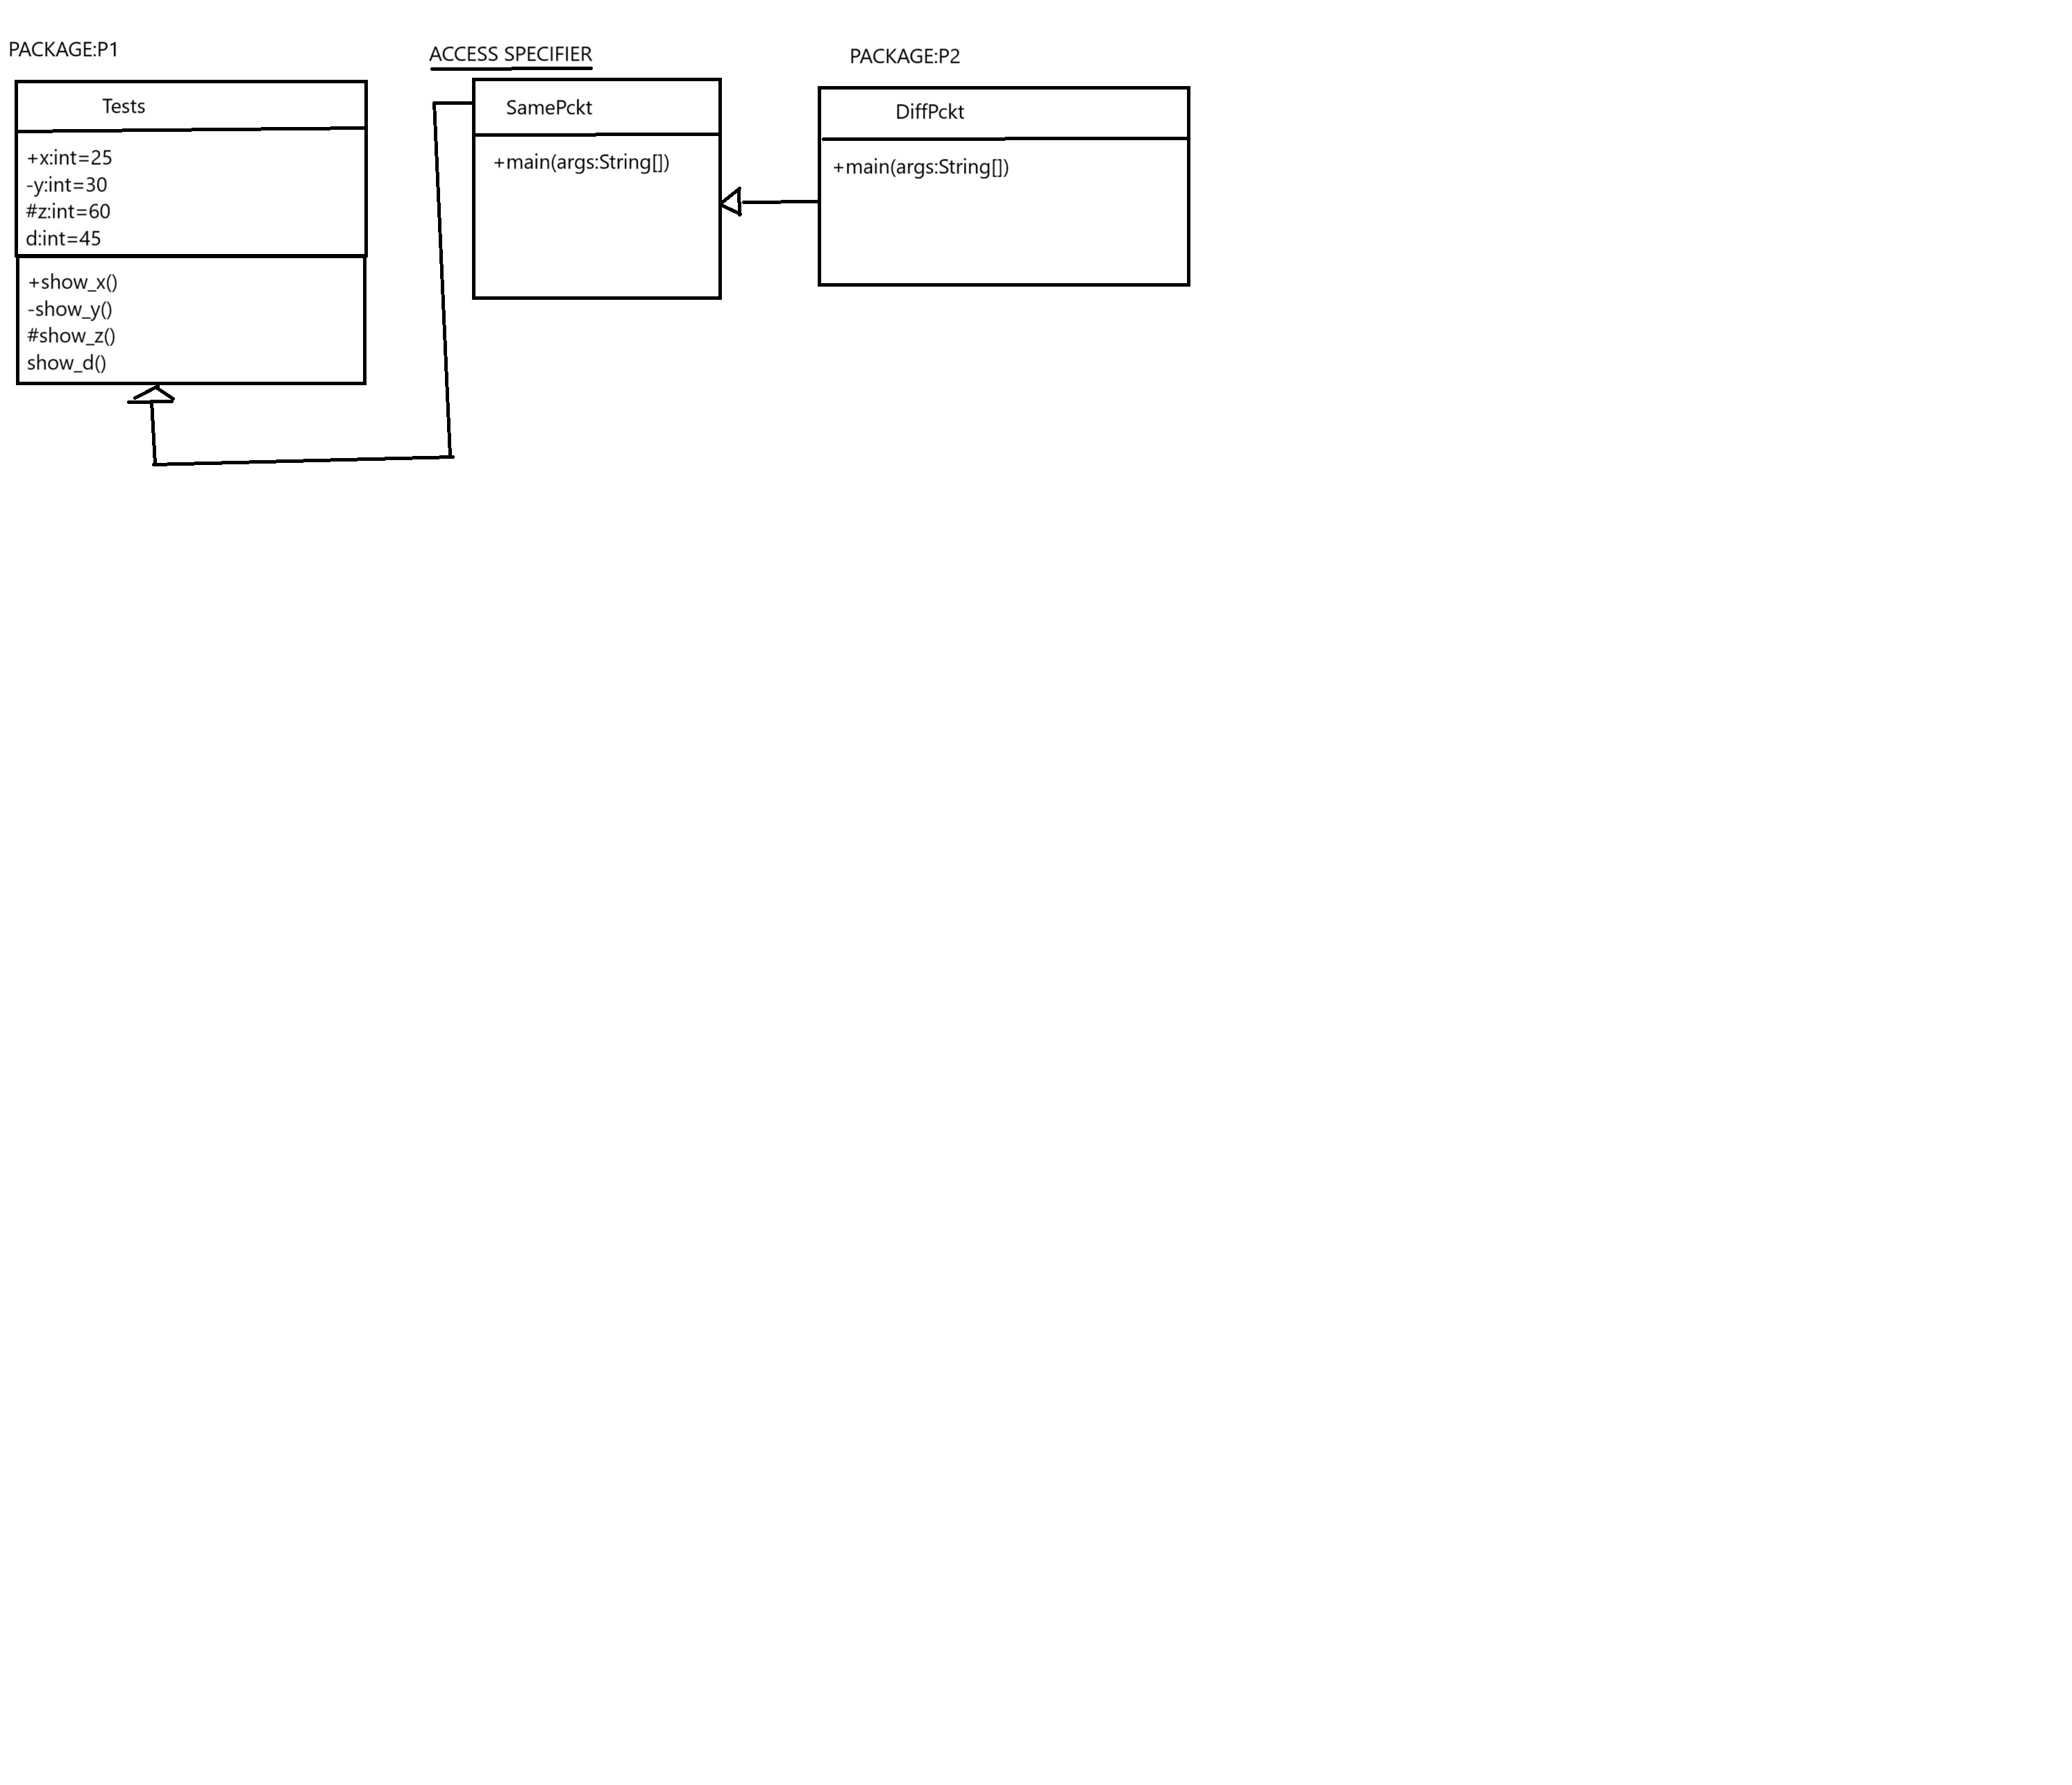 PACKAGE:P1
Tests
+x:int=25
-y:int=30
#z:int=60
d:int=45
+show_x()
-show_y()
#show_z()
show_d()
ACCESS SPECIFIER
SamePckt
+main(args:String[])
PACKAGE:P2
DiffPckt
+main(args:String[])